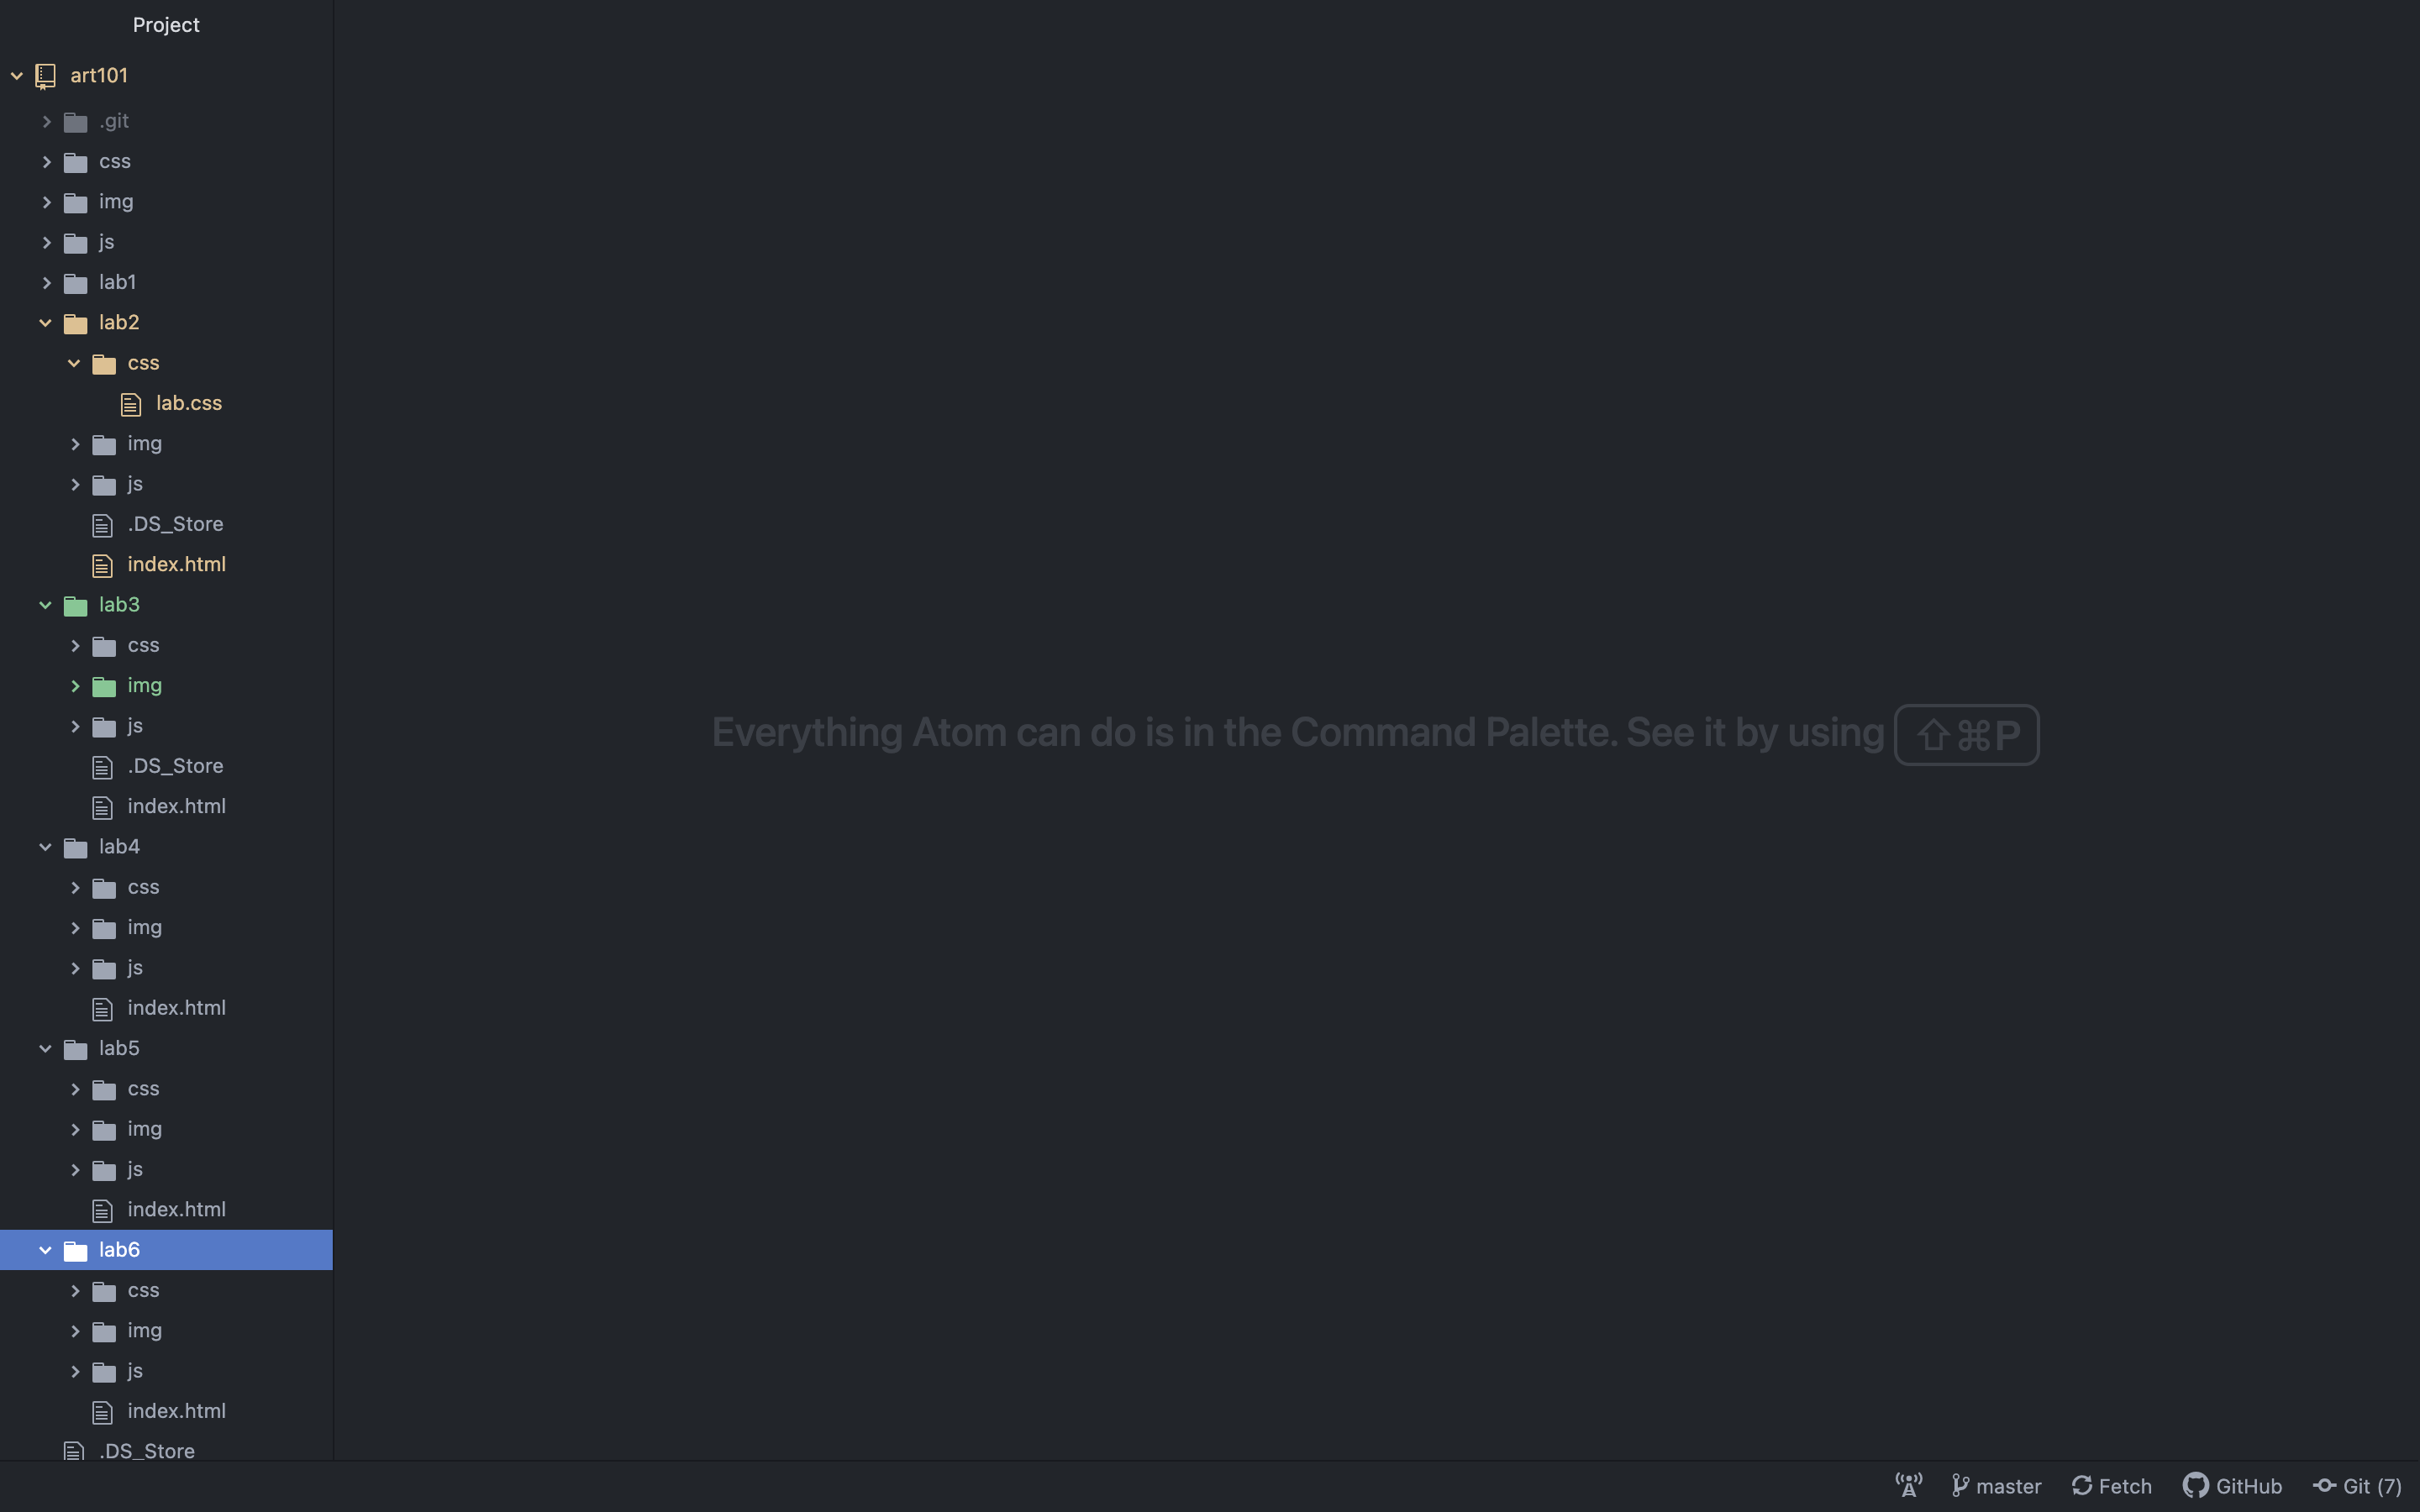 Project
art101
.git
css
img
js
lab1
lab2
css
lab.css
img
js
.DS_Store
index.html
lab3
css
img
js
.DS_Store
index.html
lab4
css
img
js
index.html
lab5
css
img
js
index.html
lab6
css
img
js
index.html
.DS_Store
Everything Atom can do is in the Command Palette. See it by using ⇧⌘P
master Fetch GitHub Git (7)